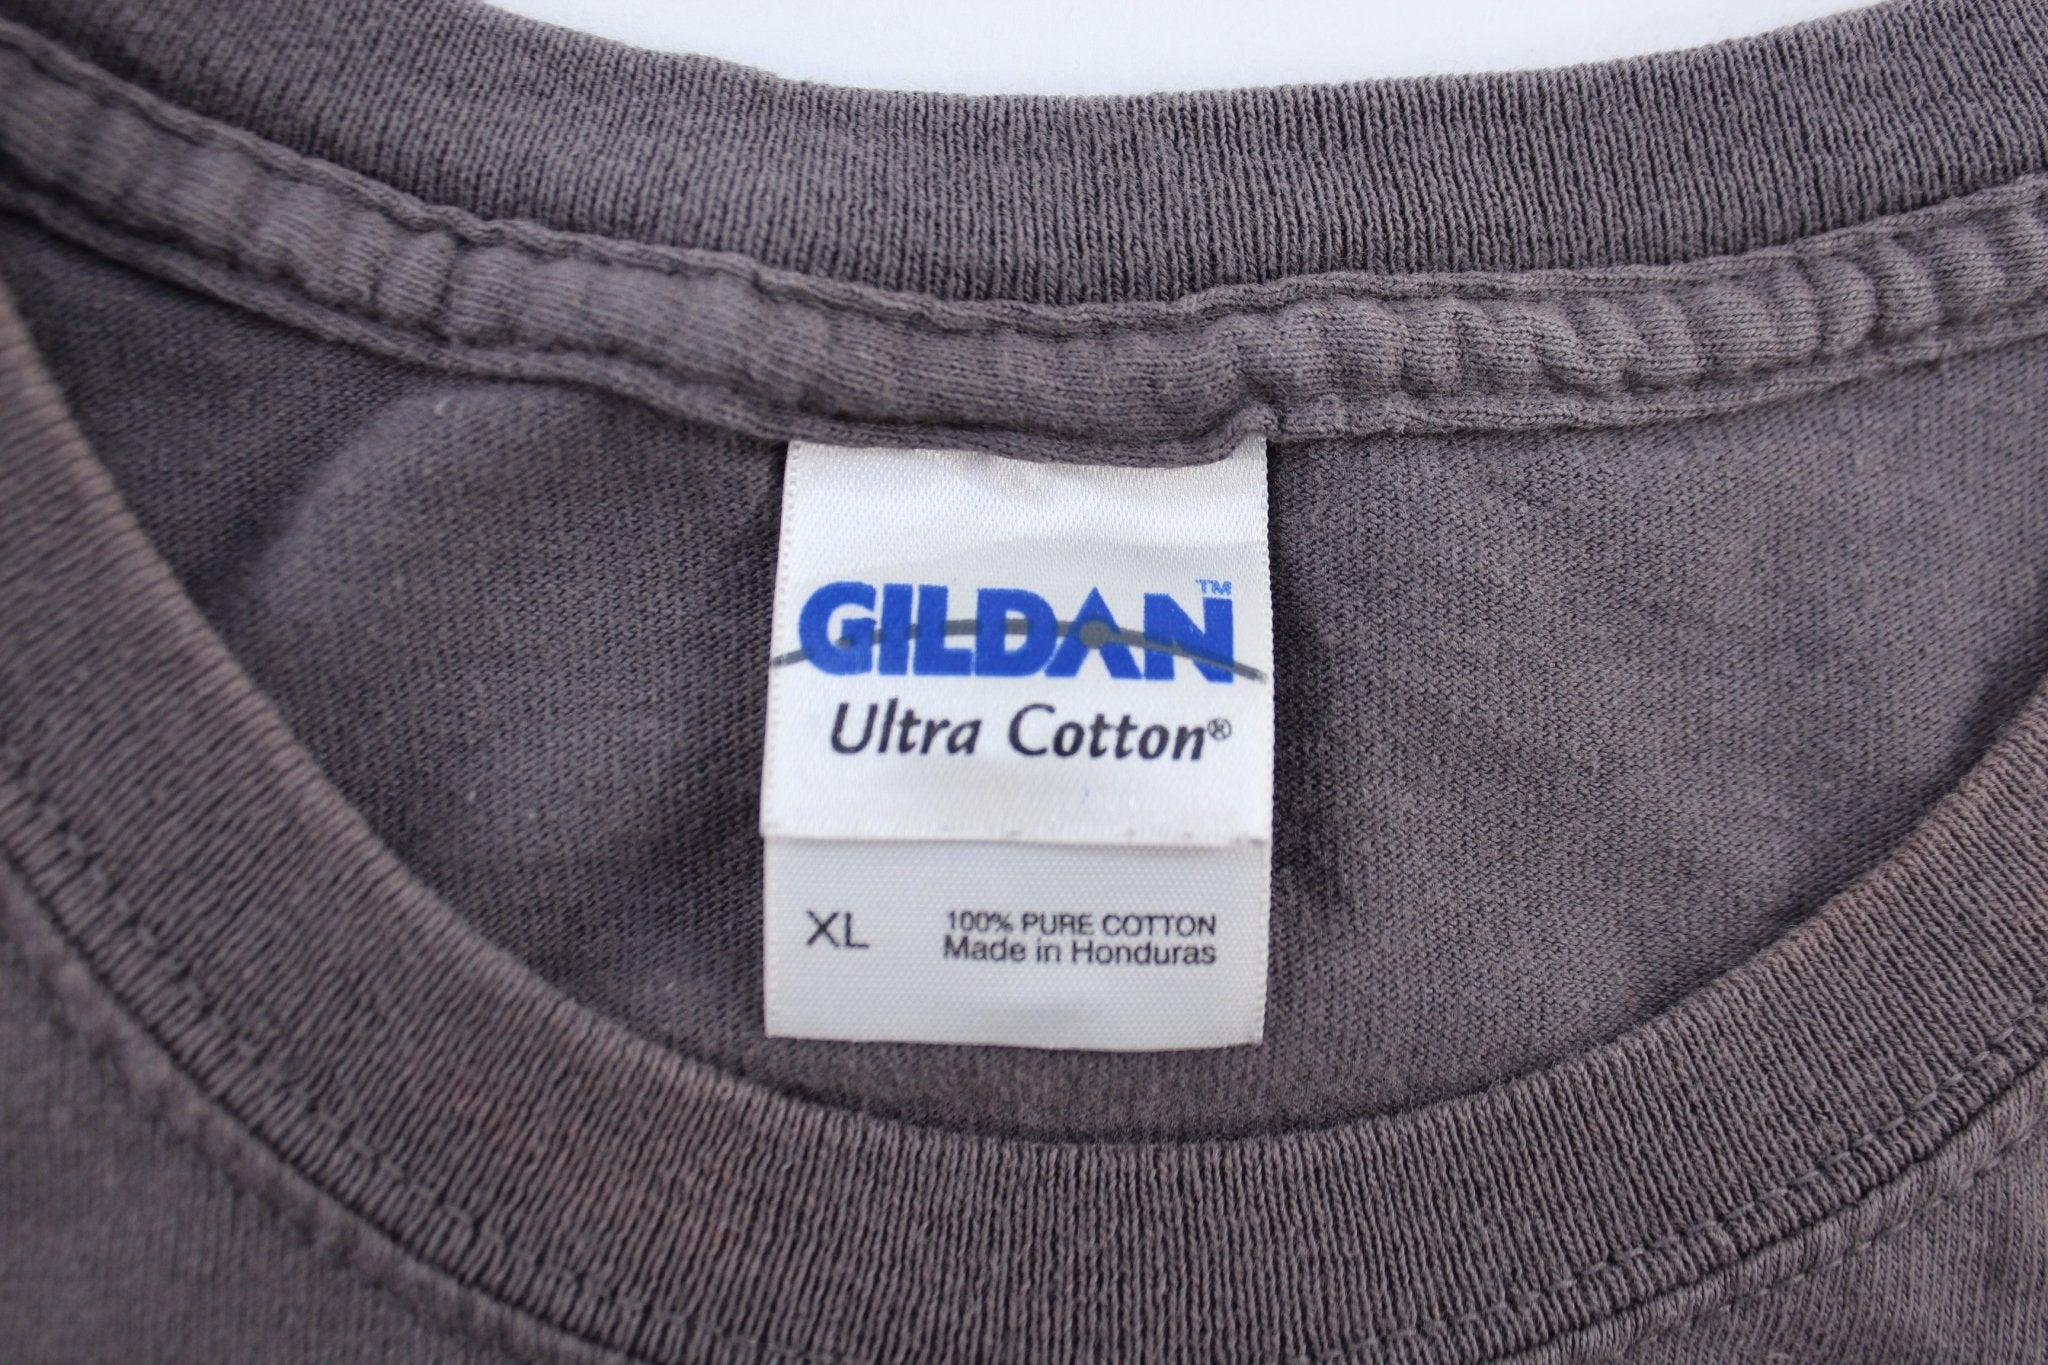 GILDAN™
Ultra Cotton®
XL
100% PURE COTTON
Made in Honduras